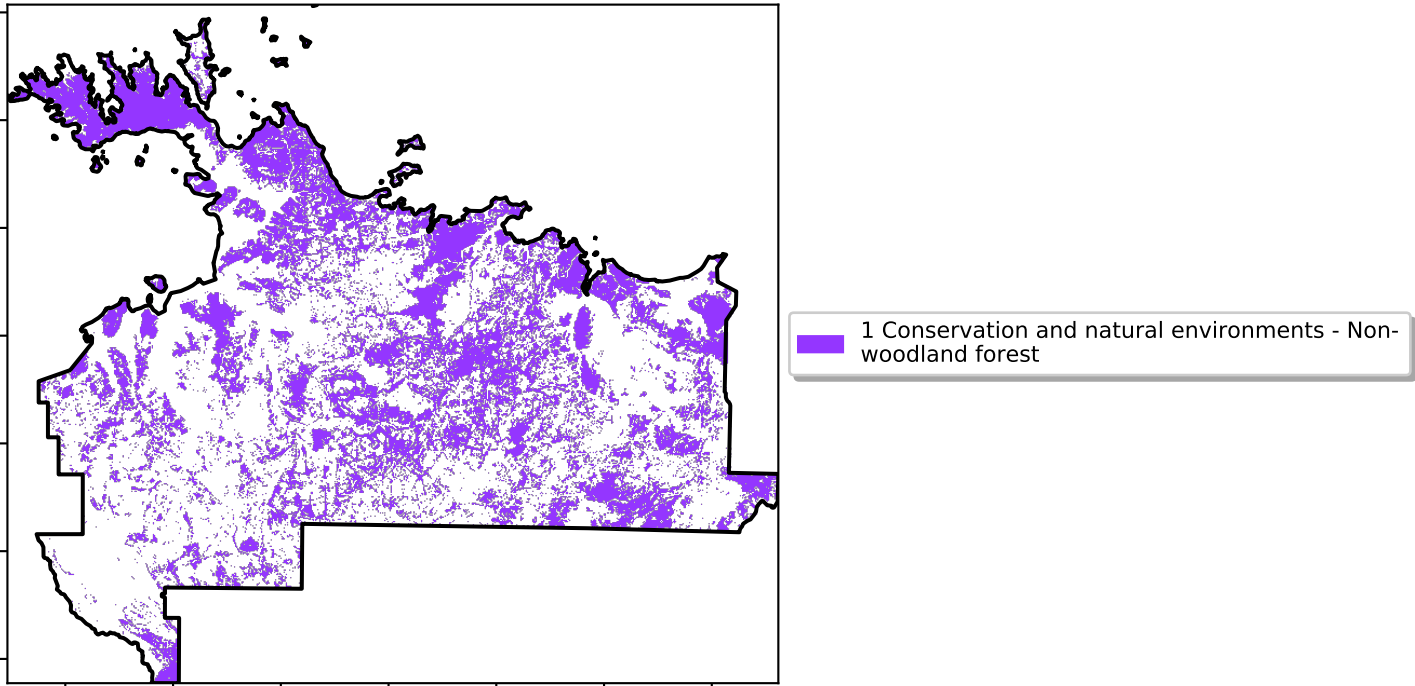 1 Conservation and natural environments - Non-
woodland forest